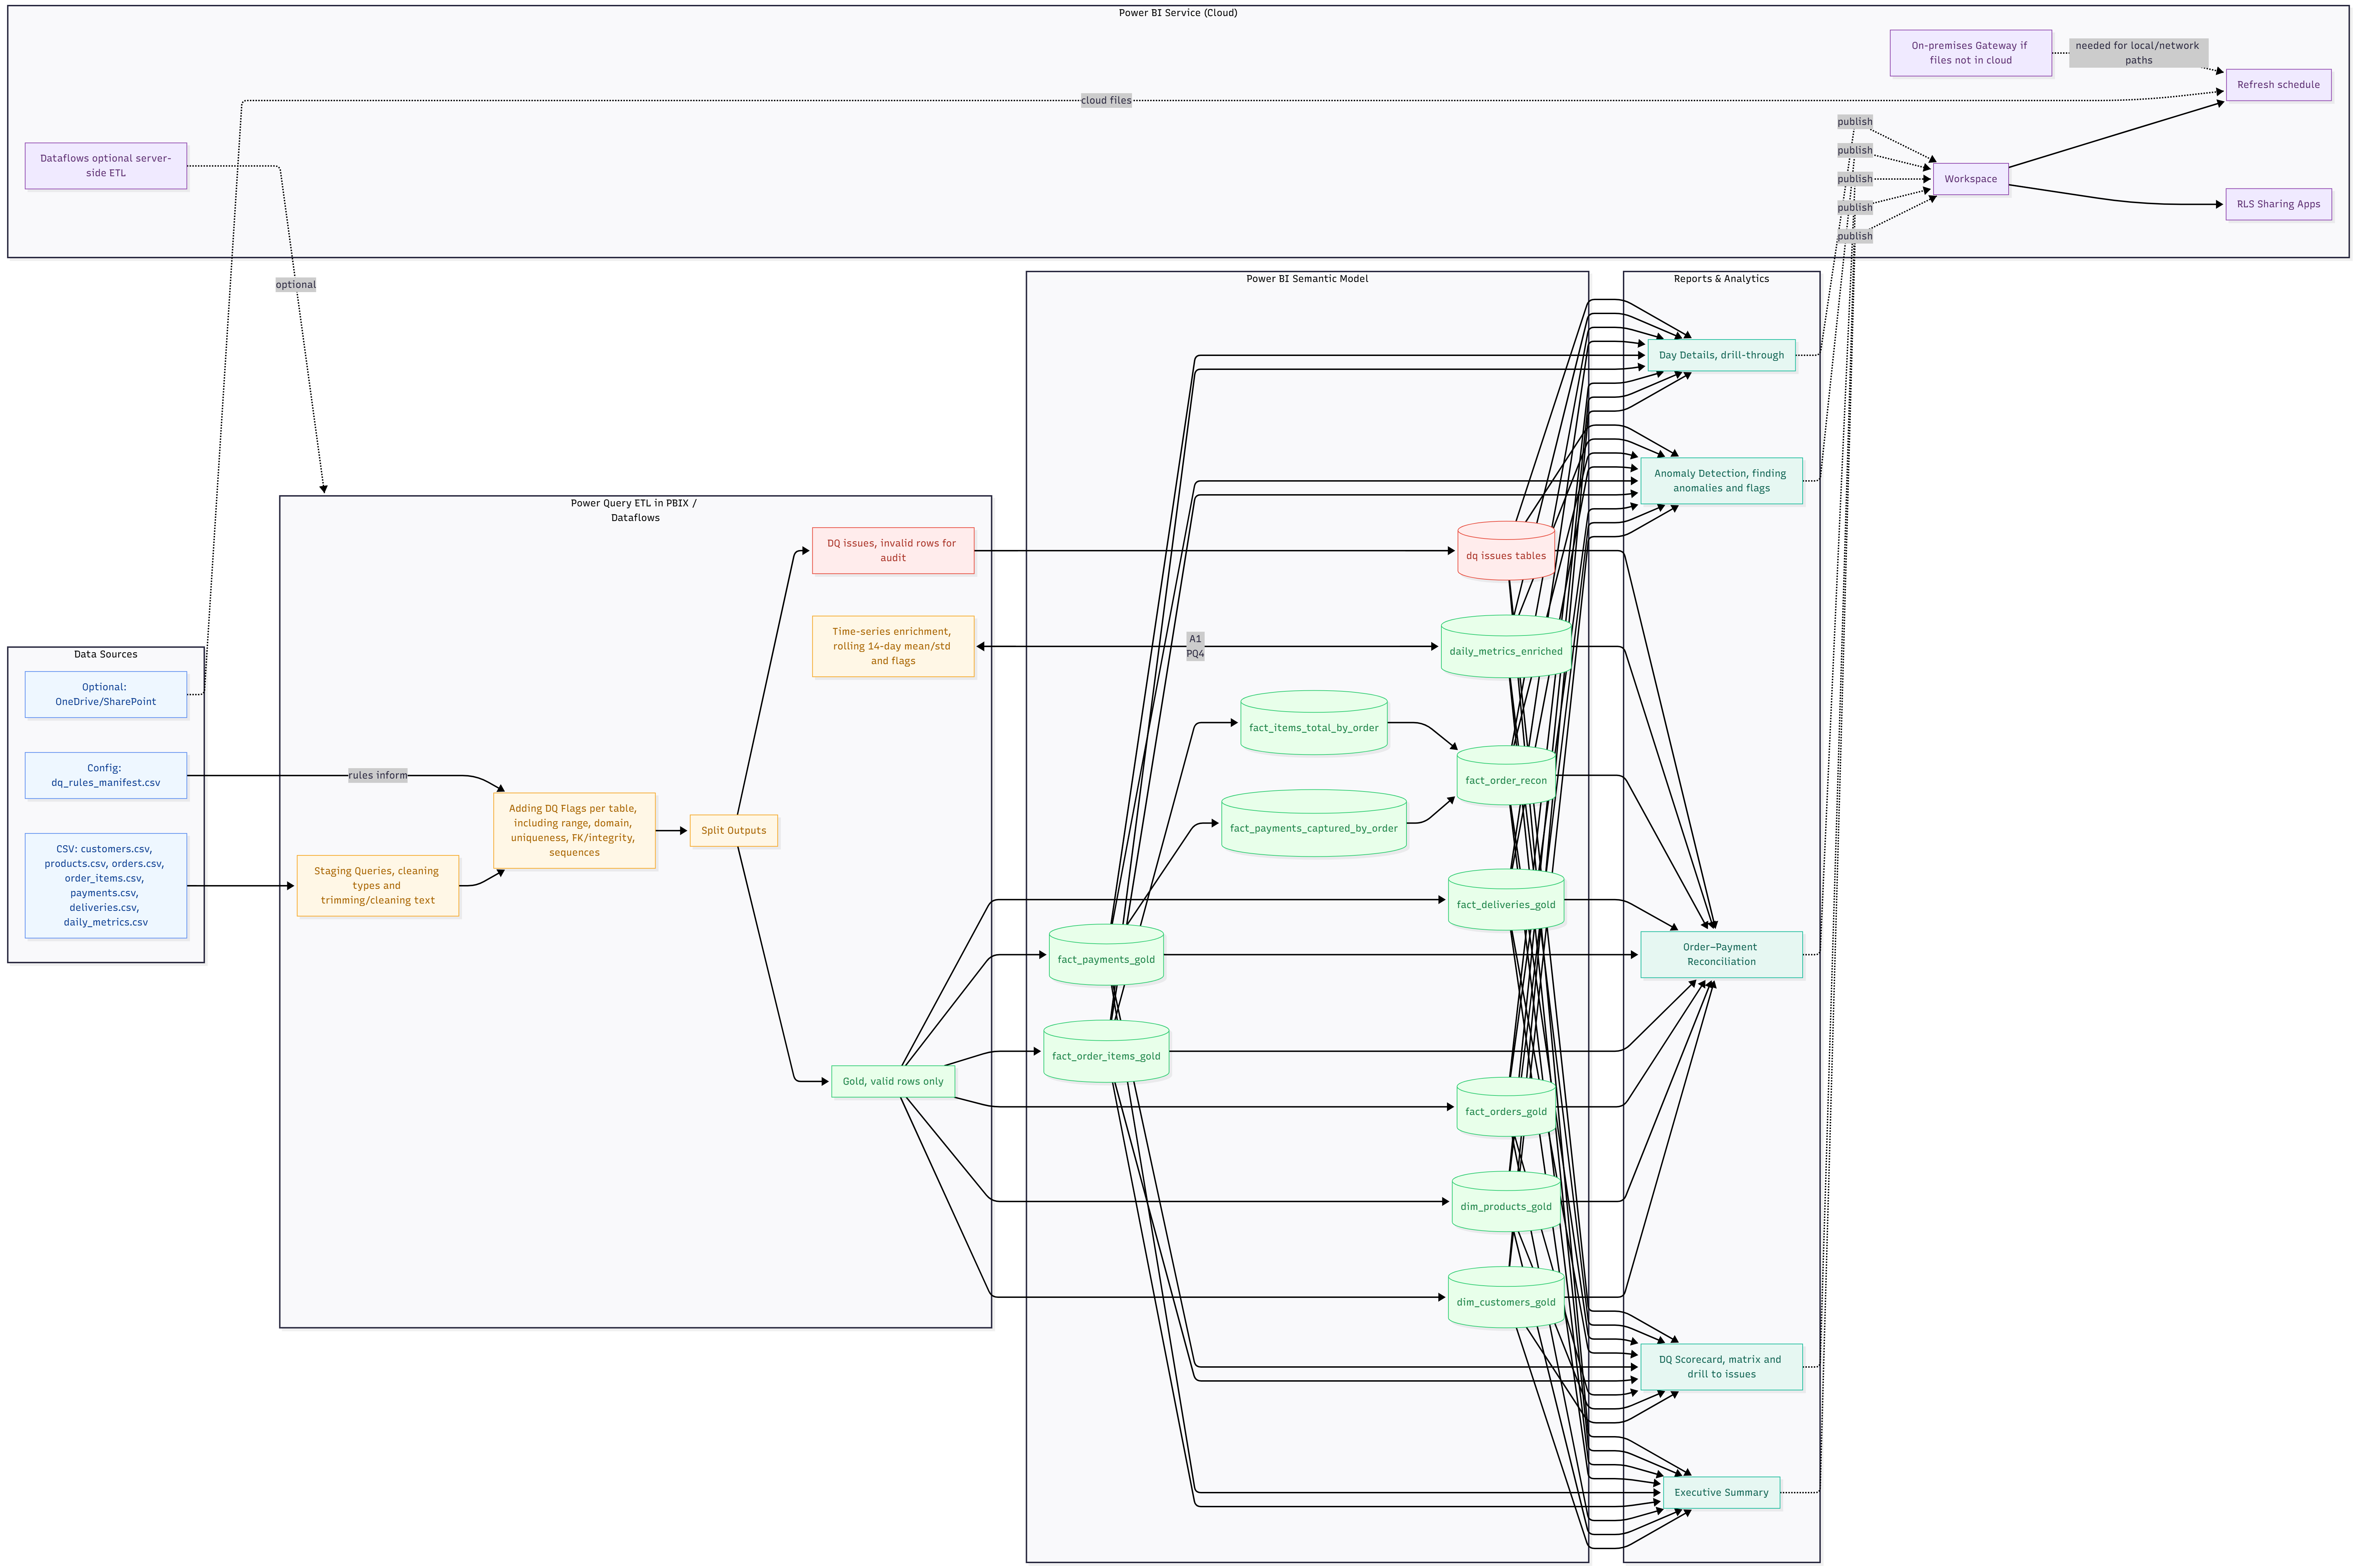 Power BI Service (Cloud)
On-premises Gateway if
files not in cloud
needed for local/network
paths
Refresh schedule
cloud files
Dataflows optional server-
side ETL
publish
publish
publish
publish
publish
Workspace
RLS Sharing Apps
optional
Data Sources
Optional:
OneDrive/SharePoint
Config:
dq_rules_manifest.csv
CSV: customers.csv,
products.csv, orders.csv,
order_items.csv,
payments.csv,
deliveries.csv,
daily_metrics.csv
rules inform
Power Query ETL in PBIX /
Dataflows
Staging Queries, cleaning
types and
trimming/cleaning text
Adding DQ Flags per table,
including range, domain,
uniqueness, FK/integrity,
sequences
Split Outputs
DQ issues, invalid rows for
audit
Time-series enrichment,
rolling 14-day mean/std
and flags
Gold, valid rows only
A1
PQ4
Power BI Semantic Model
dq issues tables
daily_metrics_enriched
fact_items_total_by_order
fact_order_recon
fact_payments_captured_by_order
fact_deliveries_gold
fact_payments_gold
fact_order_items_gold
fact_orders_gold
dim_products_gold
dim_customers_gold
Reports & Analytics
Day Details, drill-through
Anomaly Detection, finding
anomalies and flags
Order–Payment
Reconciliation
DQ Scorecard, matrix and
drill to issues
Executive Summary